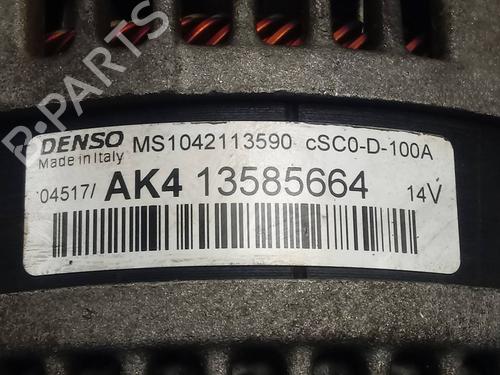 DENSO MS1042113590 cSC0-D-100A
Made in Italy
04517/ AK4 13585664 14V
B-PARTS